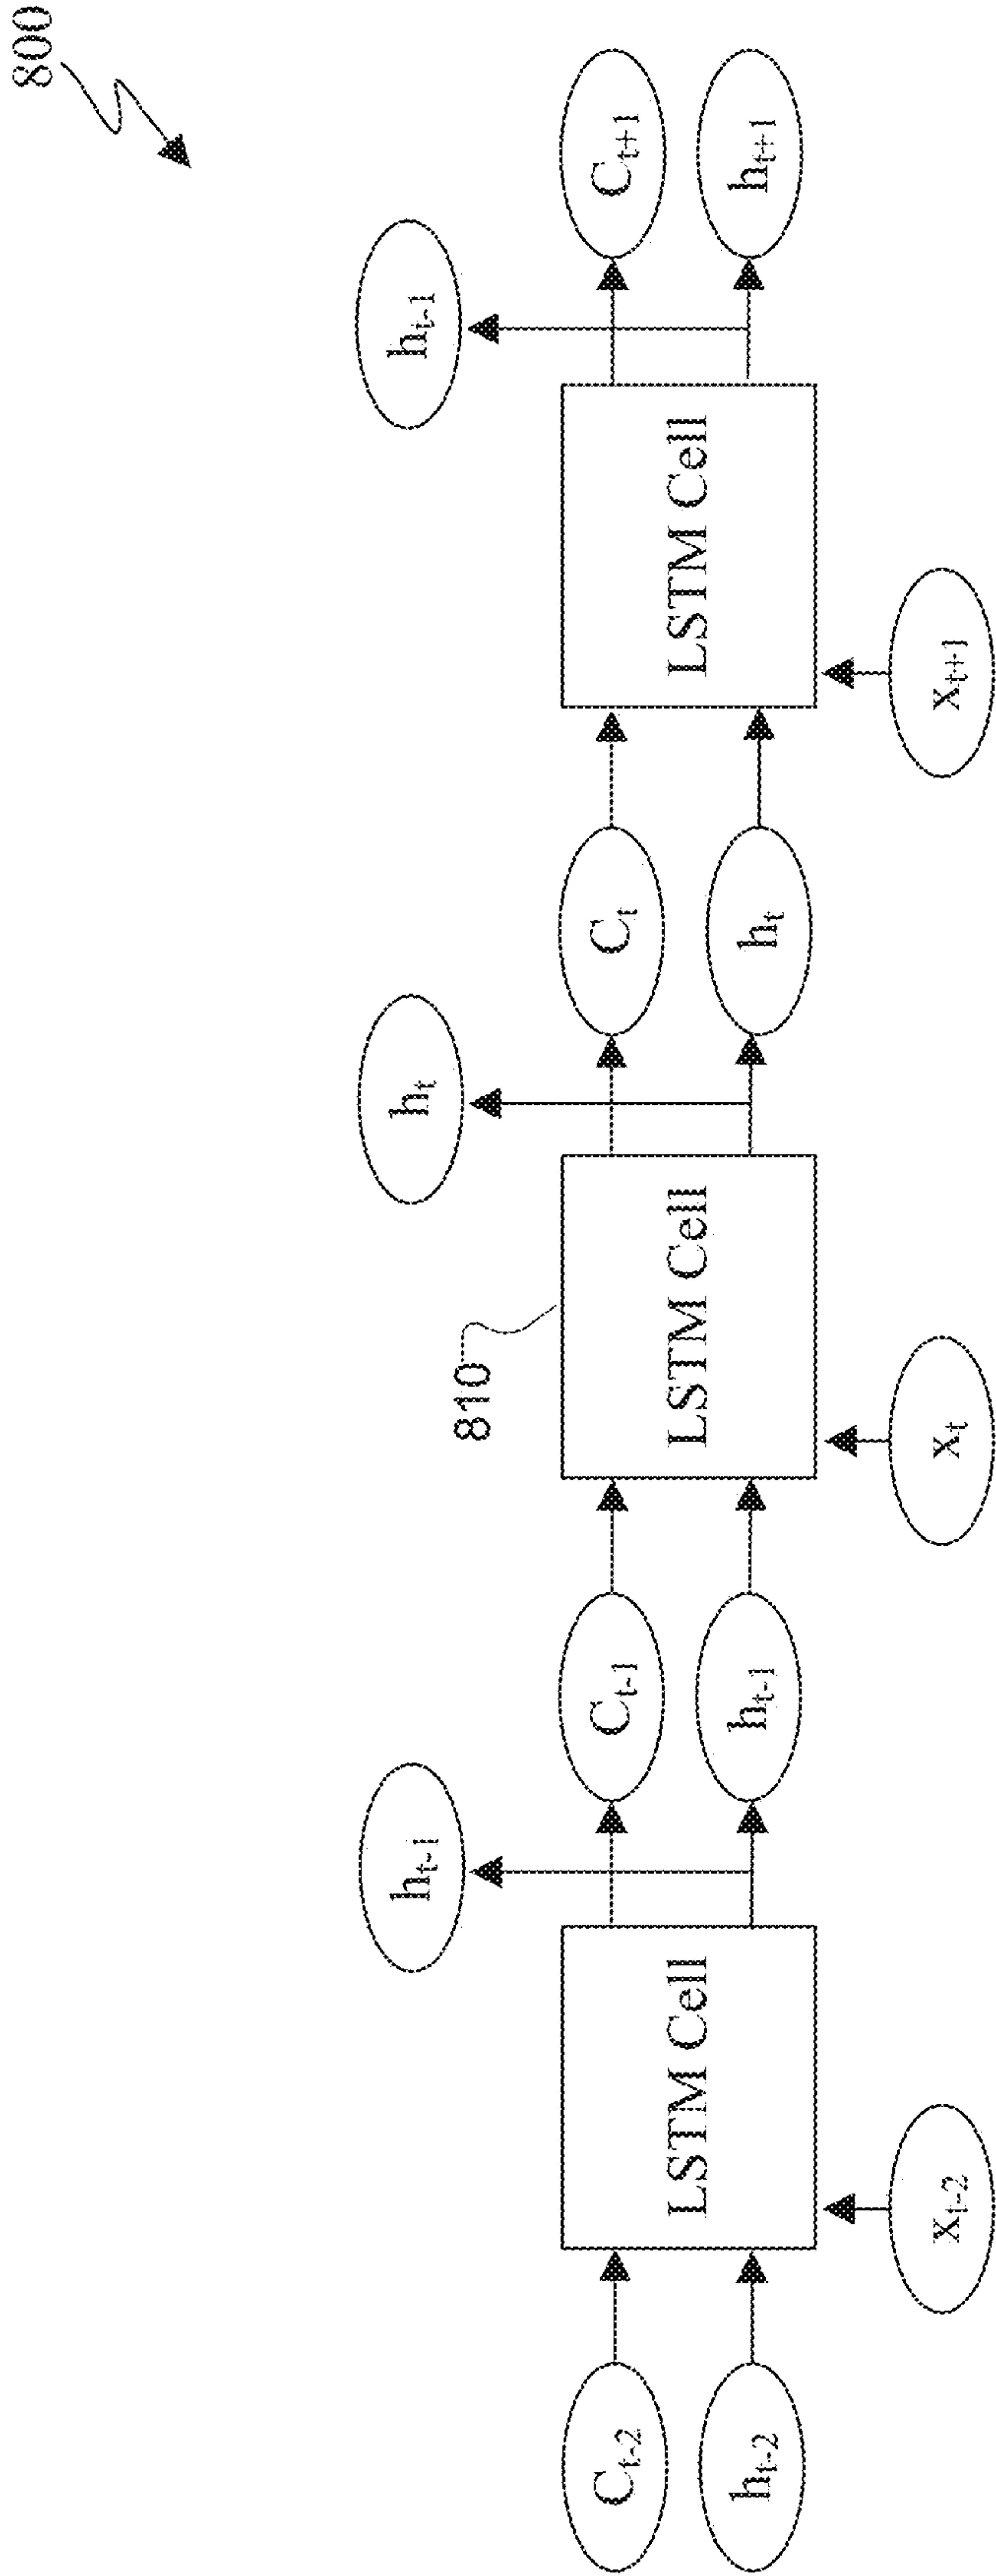 800
h_{t-1}
h_t
h_{t-1}
810
C_{t-2}
C_{t-1}
C_t
C_{t+1}
LSTM Cell
LSTM Cell
LSTM Cell
h_{t-2}
h_{t-1}
h_t
h_{t+1}
x_{t-2}
x_t
x_{t+1}